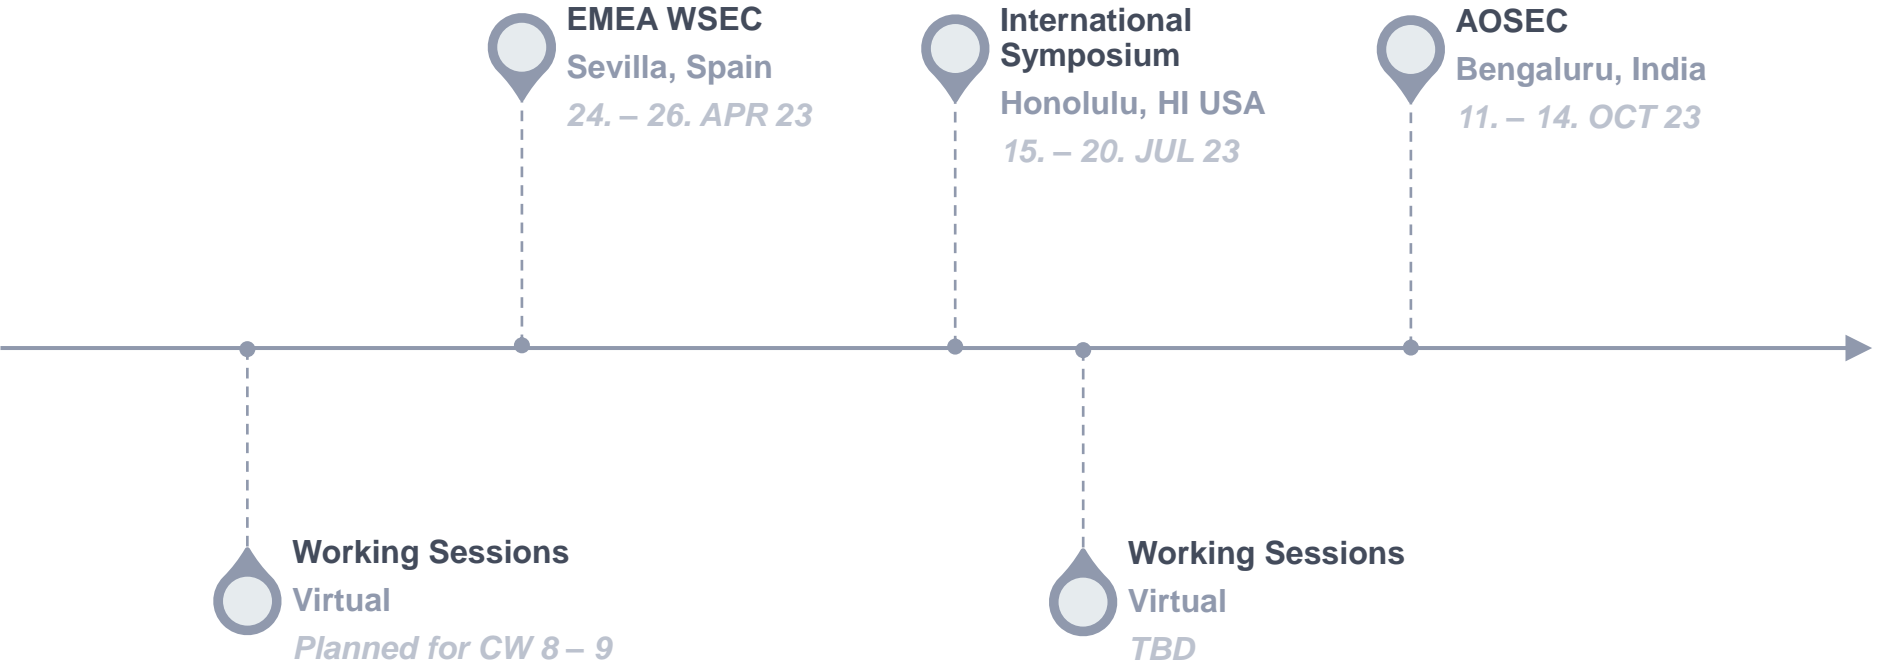 EMEA WSEC
Sevilla, Spain
24. – 26. APR 23
International
Symposium
Honolulu, HI USA
15. – 20. JUL 23
AOSEC
Bengaluru, India
11. – 14. OCT 23
Working Sessions
Virtual
Planned for CW 8 – 9
Working Sessions
Virtual
TBD